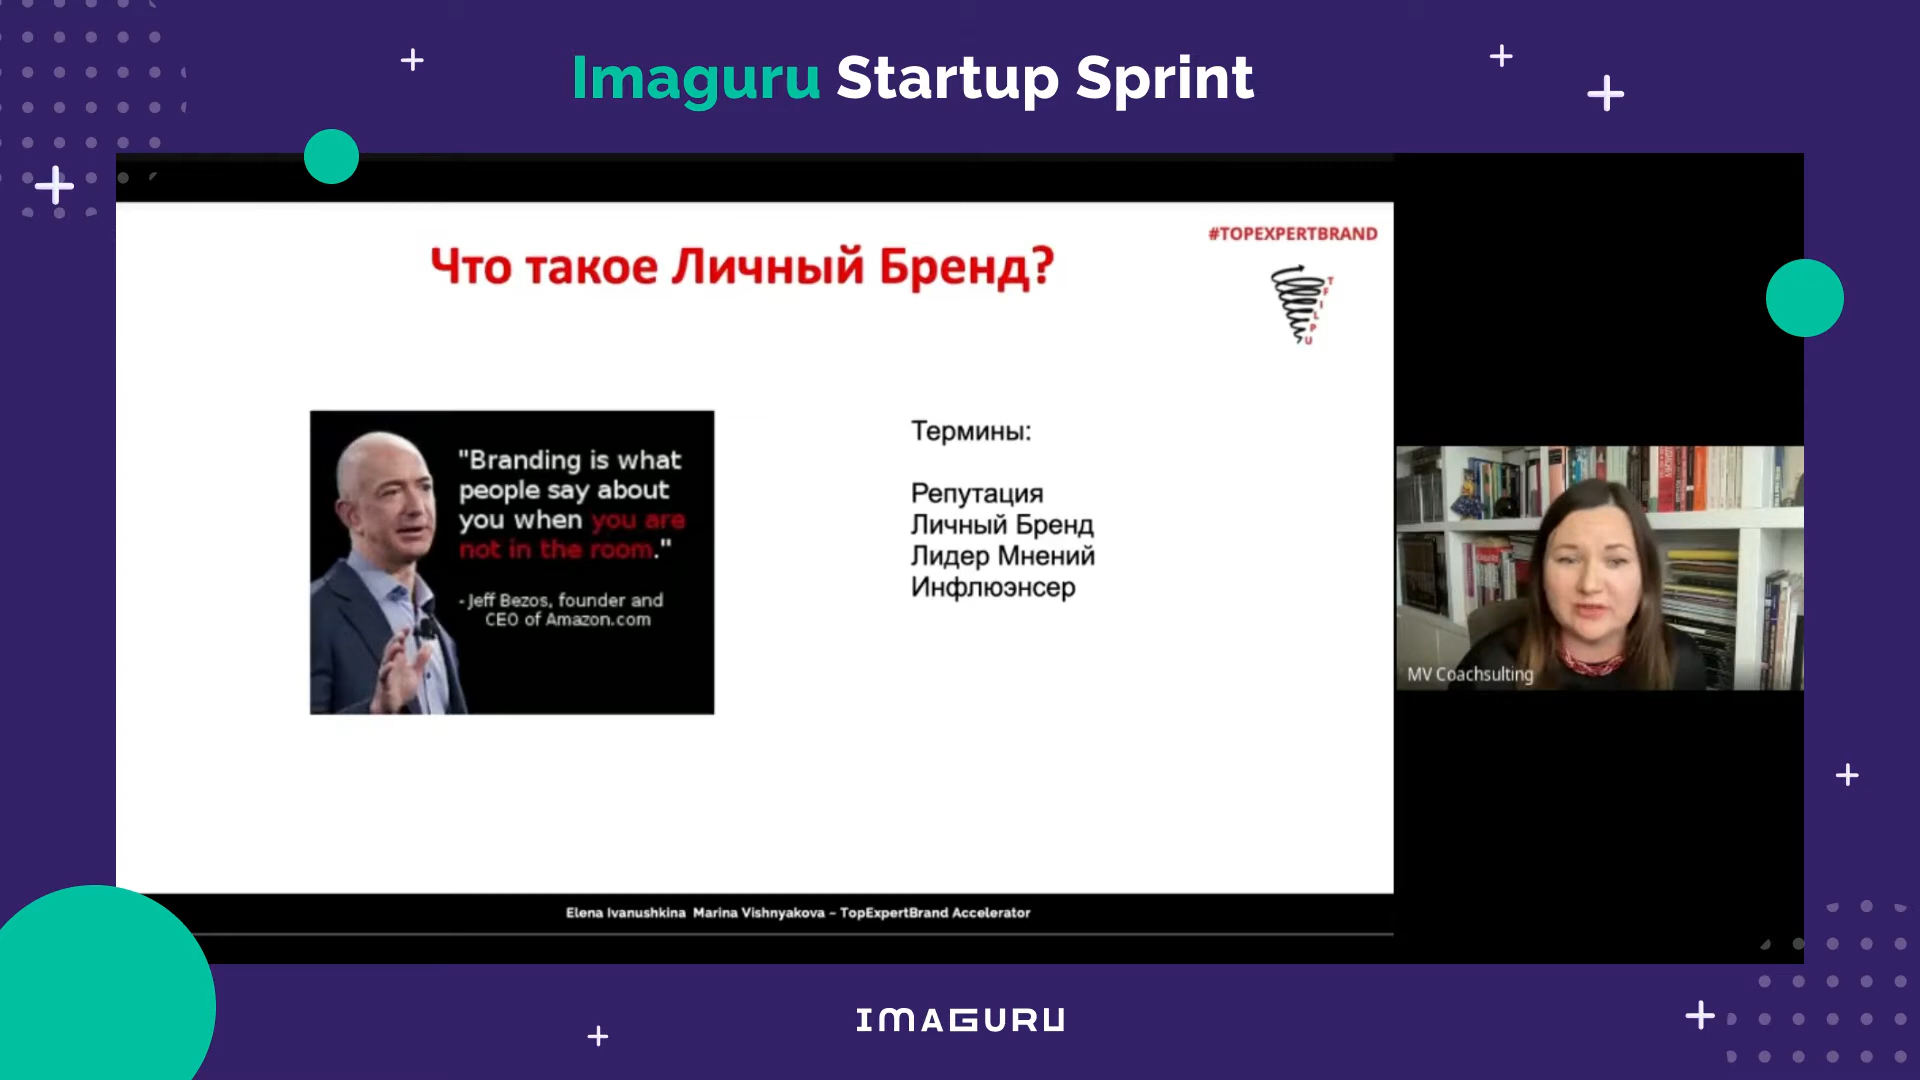 Imaguru Startup Sprint
#TOPEXPERTBRAND
Что такое Личный Бренд?
T
F
I
L
P
U
"Branding is what
people say about
you when you are
not in the room."
- Jeff Bezos, founder and
CEO of Amazon.com
Термины:
Репутация
Личный Бренд
Лидер Мнений
Инфлюэнсер
MV Coachsulting
Elena Ivanushkina Marina Vishnyakova – TopExpertBrand Accelerator
IMAGURU